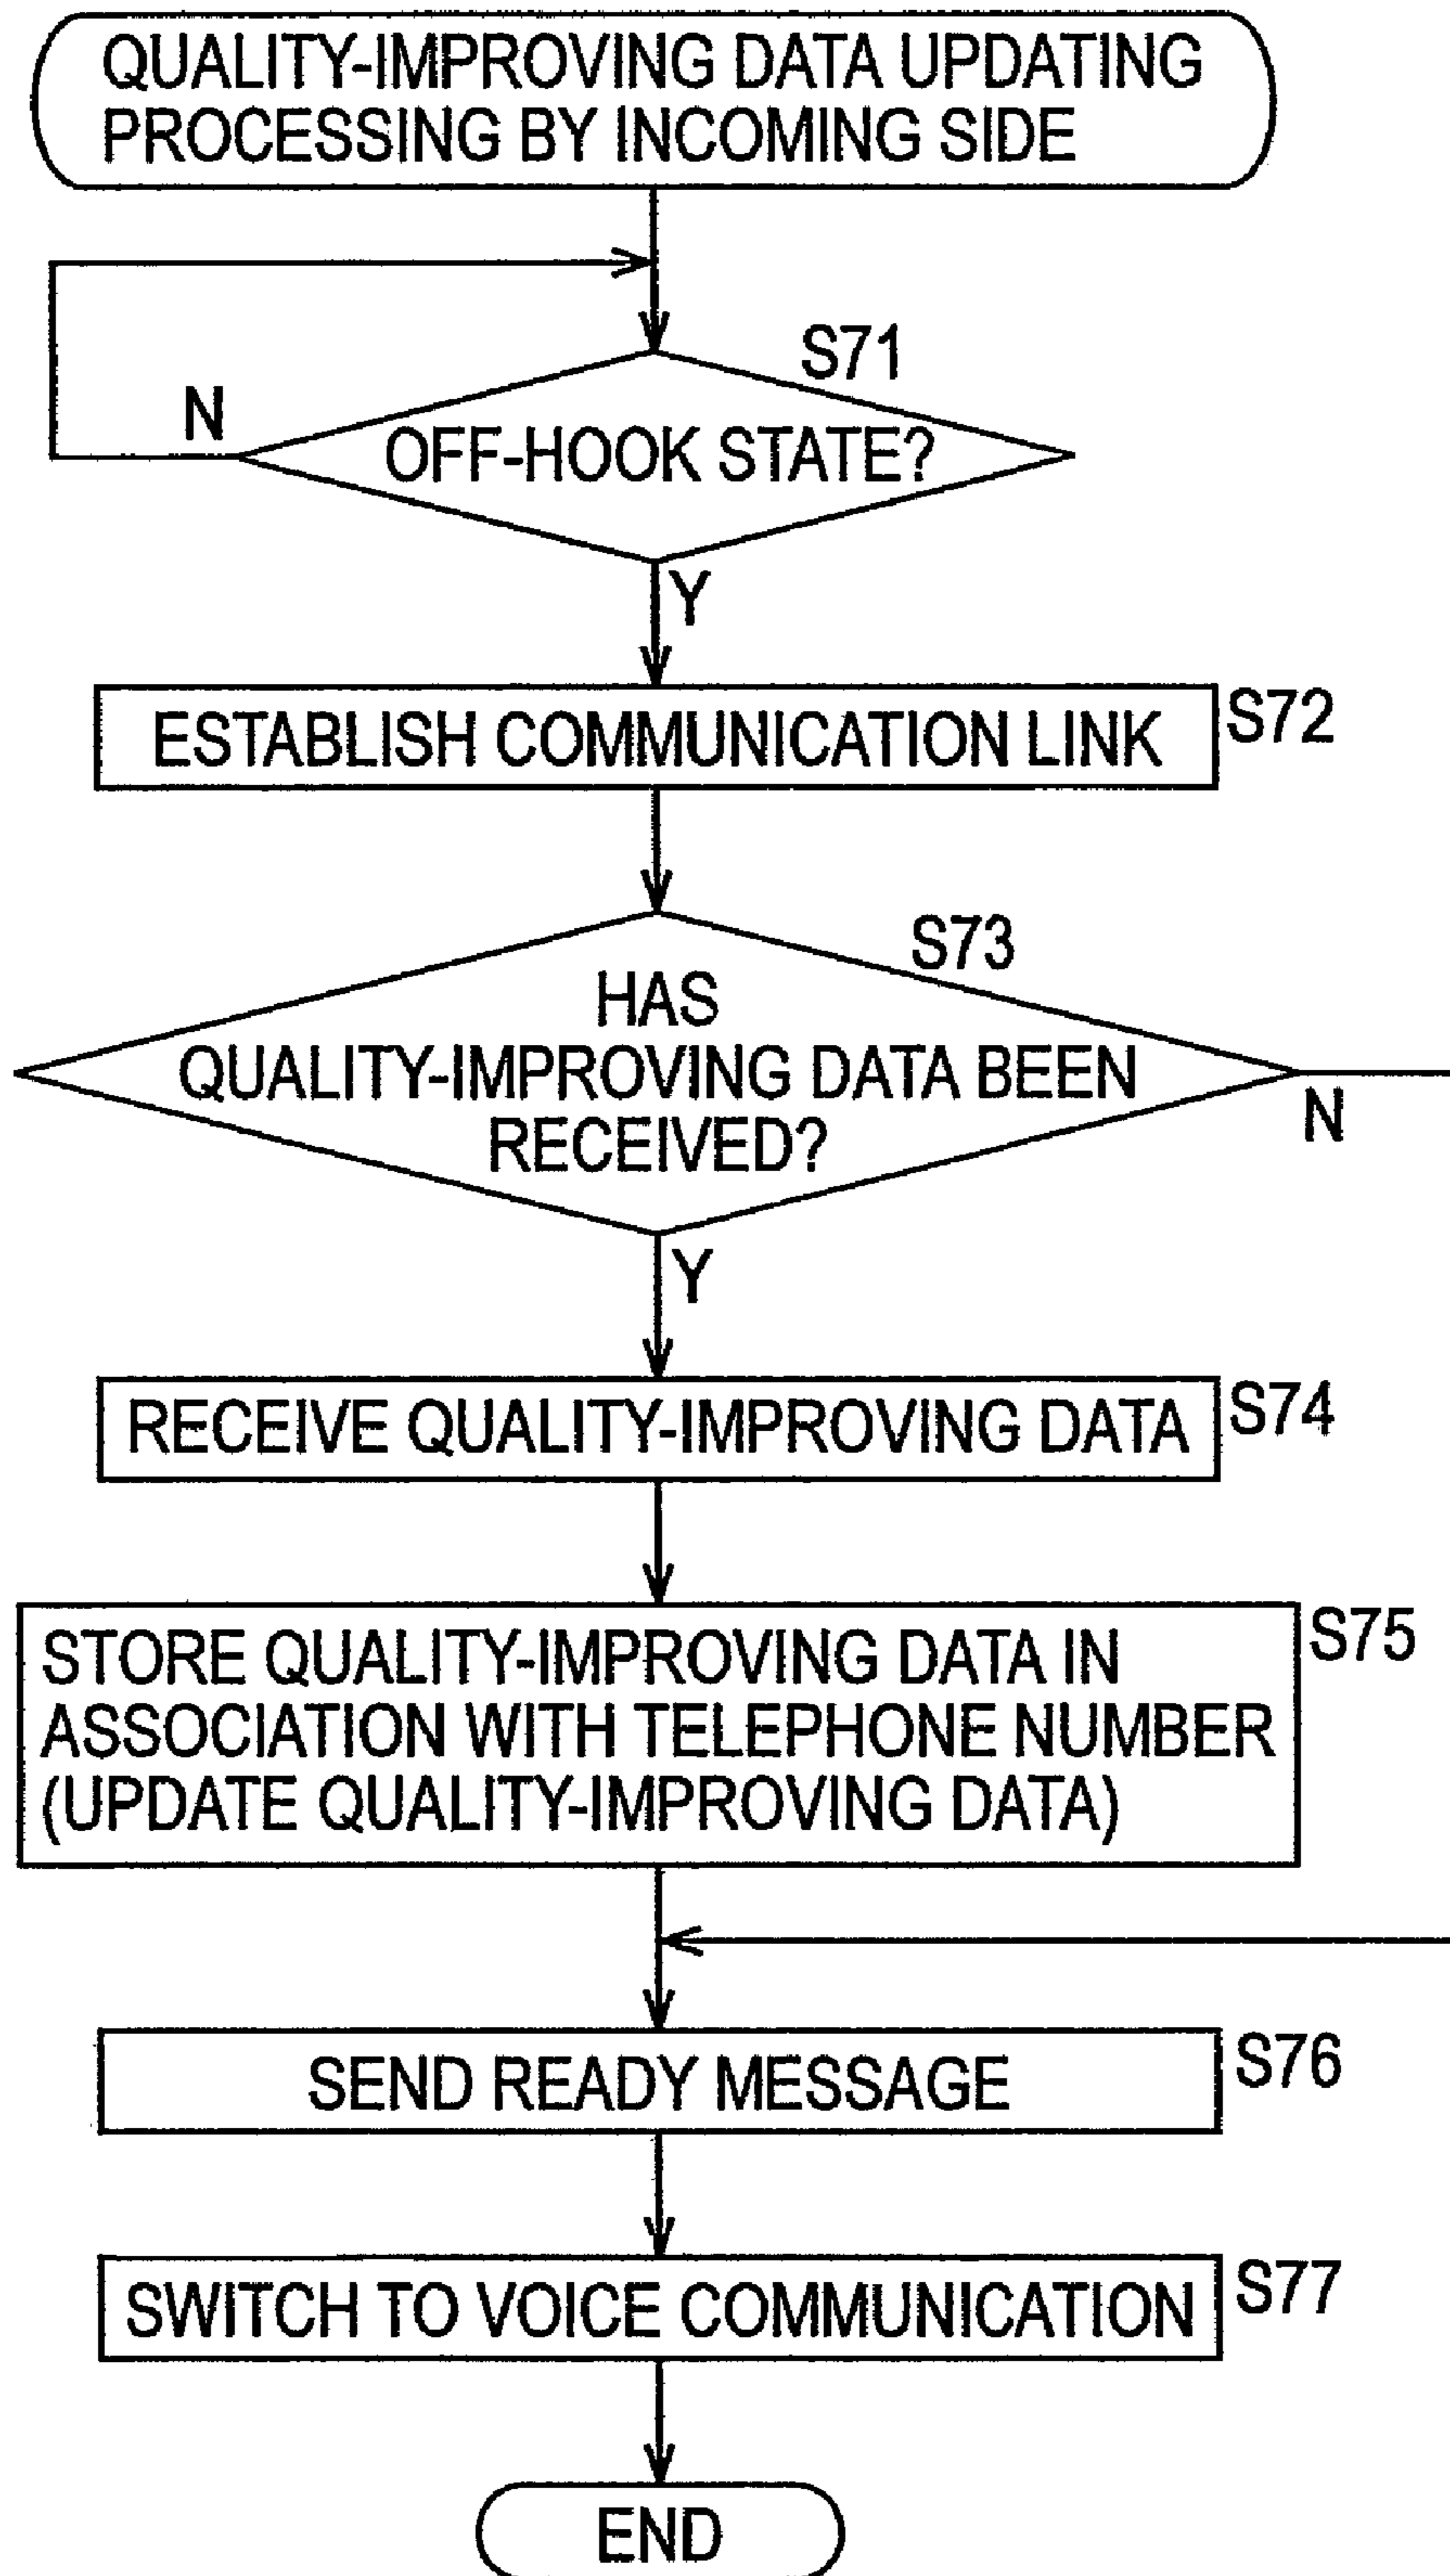 QUALITY-IMPROVING DATA UPDATING
PROCESSING BY INCOMING SIDE
S71
N
OFF-HOOK STATE?
Y
ESTABLISH COMMUNICATION LINK
S72
S73
HAS
QUALITY-IMPROVING DATA BEEN
RECEIVED?
N
Y
RECEIVE QUALITY-IMPROVING DATA
S74
STORE QUALITY-IMPROVING DATA IN
ASSOCIATION WITH TELEPHONE NUMBER
(UPDATE QUALITY-IMPROVING DATA)
S75
SEND READY MESSAGE
S76
SWITCH TO VOICE COMMUNICATION
S77
END